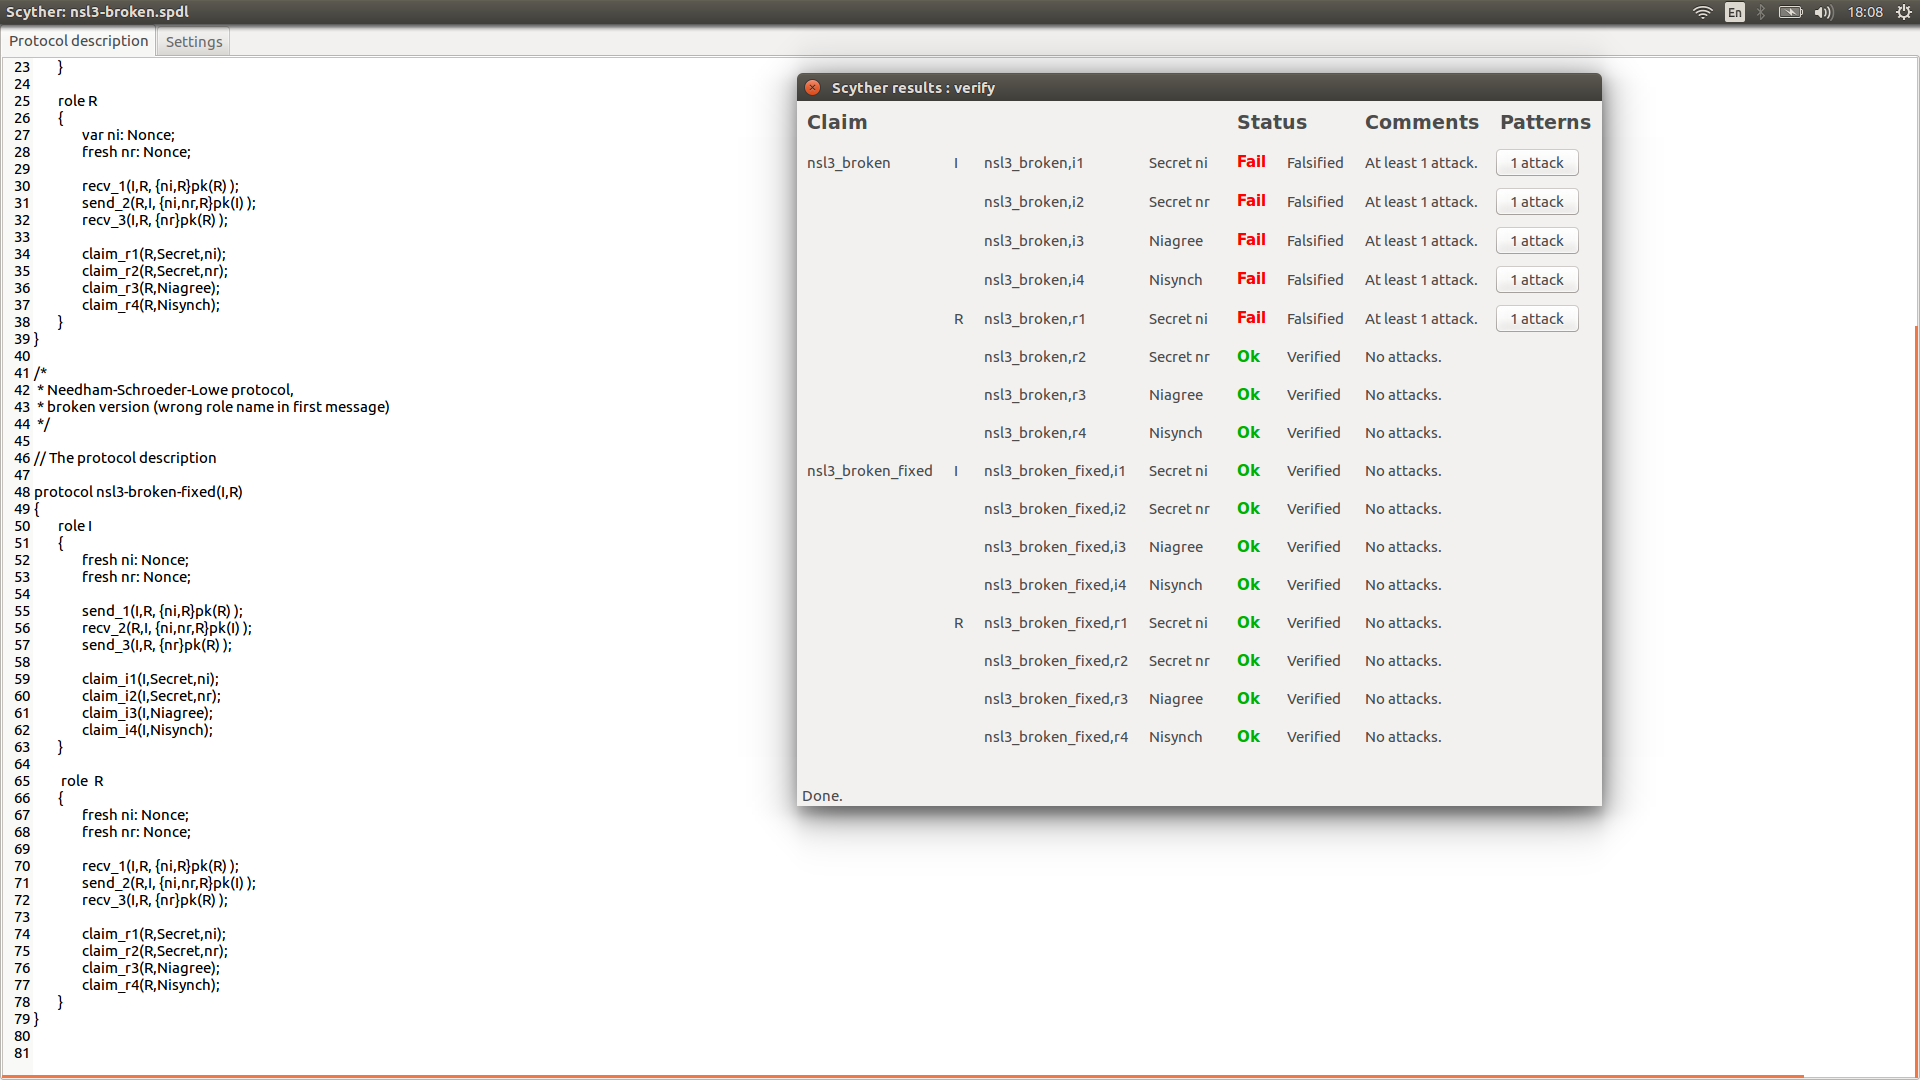 Scyther: nsl3-broken.spdl
En
18:08
Protocol description
Settings
23 }
24
25 role R
26 {
27 var ni: Nonce;
28 fresh nr: Nonce;
29
30 recv_1(I,R, {ni,R}pk(R) );
31 send_2(R,I, {ni,nr,R}pk(I) );
32 recv_3(I,R, {nr}pk(R) );
33
34 claim_r1(R,Secret,ni);
35 claim_r2(R,Secret,nr);
36 claim_r3(R,Niagree);
37 claim_r4(R,Nisynch);
38 }
39 }
40
41 /*
42 * Needham-Schroeder-Lowe protocol,
43 * broken version (wrong role name in first message)
44 */
45
46 // The protocol description
47
48 protocol nsl3-broken-fixed(I,R)
49 {
50 role I
51 {
52 fresh ni: Nonce;
53 fresh nr: Nonce;
54
55 send_1(I,R, {ni,R}pk(R) );
56 recv_2(R,I, {ni,nr,R}pk(I) );
57 send_3(I,R, {nr}pk(R) );
58
59 claim_i1(I,Secret,ni);
60 claim_i2(I,Secret,nr);
61 claim_i3(I,Niagree);
62 claim_i4(I,Nisynch);
63 }
64
65 role R
66 {
67 fresh ni: Nonce;
68 fresh nr: Nonce;
69
70 recv_1(I,R, {ni,R}pk(R) );
71 send_2(R,I, {ni,nr,R}pk(I) );
72 recv_3(I,R, {nr}pk(R) );
73
74 claim_r1(R,Secret,ni);
75 claim_r2(R,Secret,nr);
76 claim_r3(R,Niagree);
77 claim_r4(R,Nisynch);
78 }
79 }
80
81
Scyther results : verify
Claim Status Comments Patterns
nsl3_broken I nsl3_broken,i1 Secret ni Fail Falsified At least 1 attack. 1 attack
nsl3_broken,i2 Secret nr Fail Falsified At least 1 attack. 1 attack
nsl3_broken,i3 Niagree Fail Falsified At least 1 attack. 1 attack
nsl3_broken,i4 Nisynch Fail Falsified At least 1 attack. 1 attack
R nsl3_broken,r1 Secret ni Fail Falsified At least 1 attack. 1 attack
nsl3_broken,r2 Secret nr Ok Verified No attacks.
nsl3_broken,r3 Niagree Ok Verified No attacks.
nsl3_broken,r4 Nisynch Ok Verified No attacks.
nsl3_broken_fixed I nsl3_broken_fixed,i1 Secret ni Ok Verified No attacks.
nsl3_broken_fixed,i2 Secret nr Ok Verified No attacks.
nsl3_broken_fixed,i3 Niagree Ok Verified No attacks.
nsl3_broken_fixed,i4 Nisynch Ok Verified No attacks.
R nsl3_broken_fixed,r1 Secret ni Ok Verified No attacks.
nsl3_broken_fixed,r2 Secret nr Ok Verified No attacks.
nsl3_broken_fixed,r3 Niagree Ok Verified No attacks.
nsl3_broken_fixed,r4 Nisynch Ok Verified No attacks.
Done.